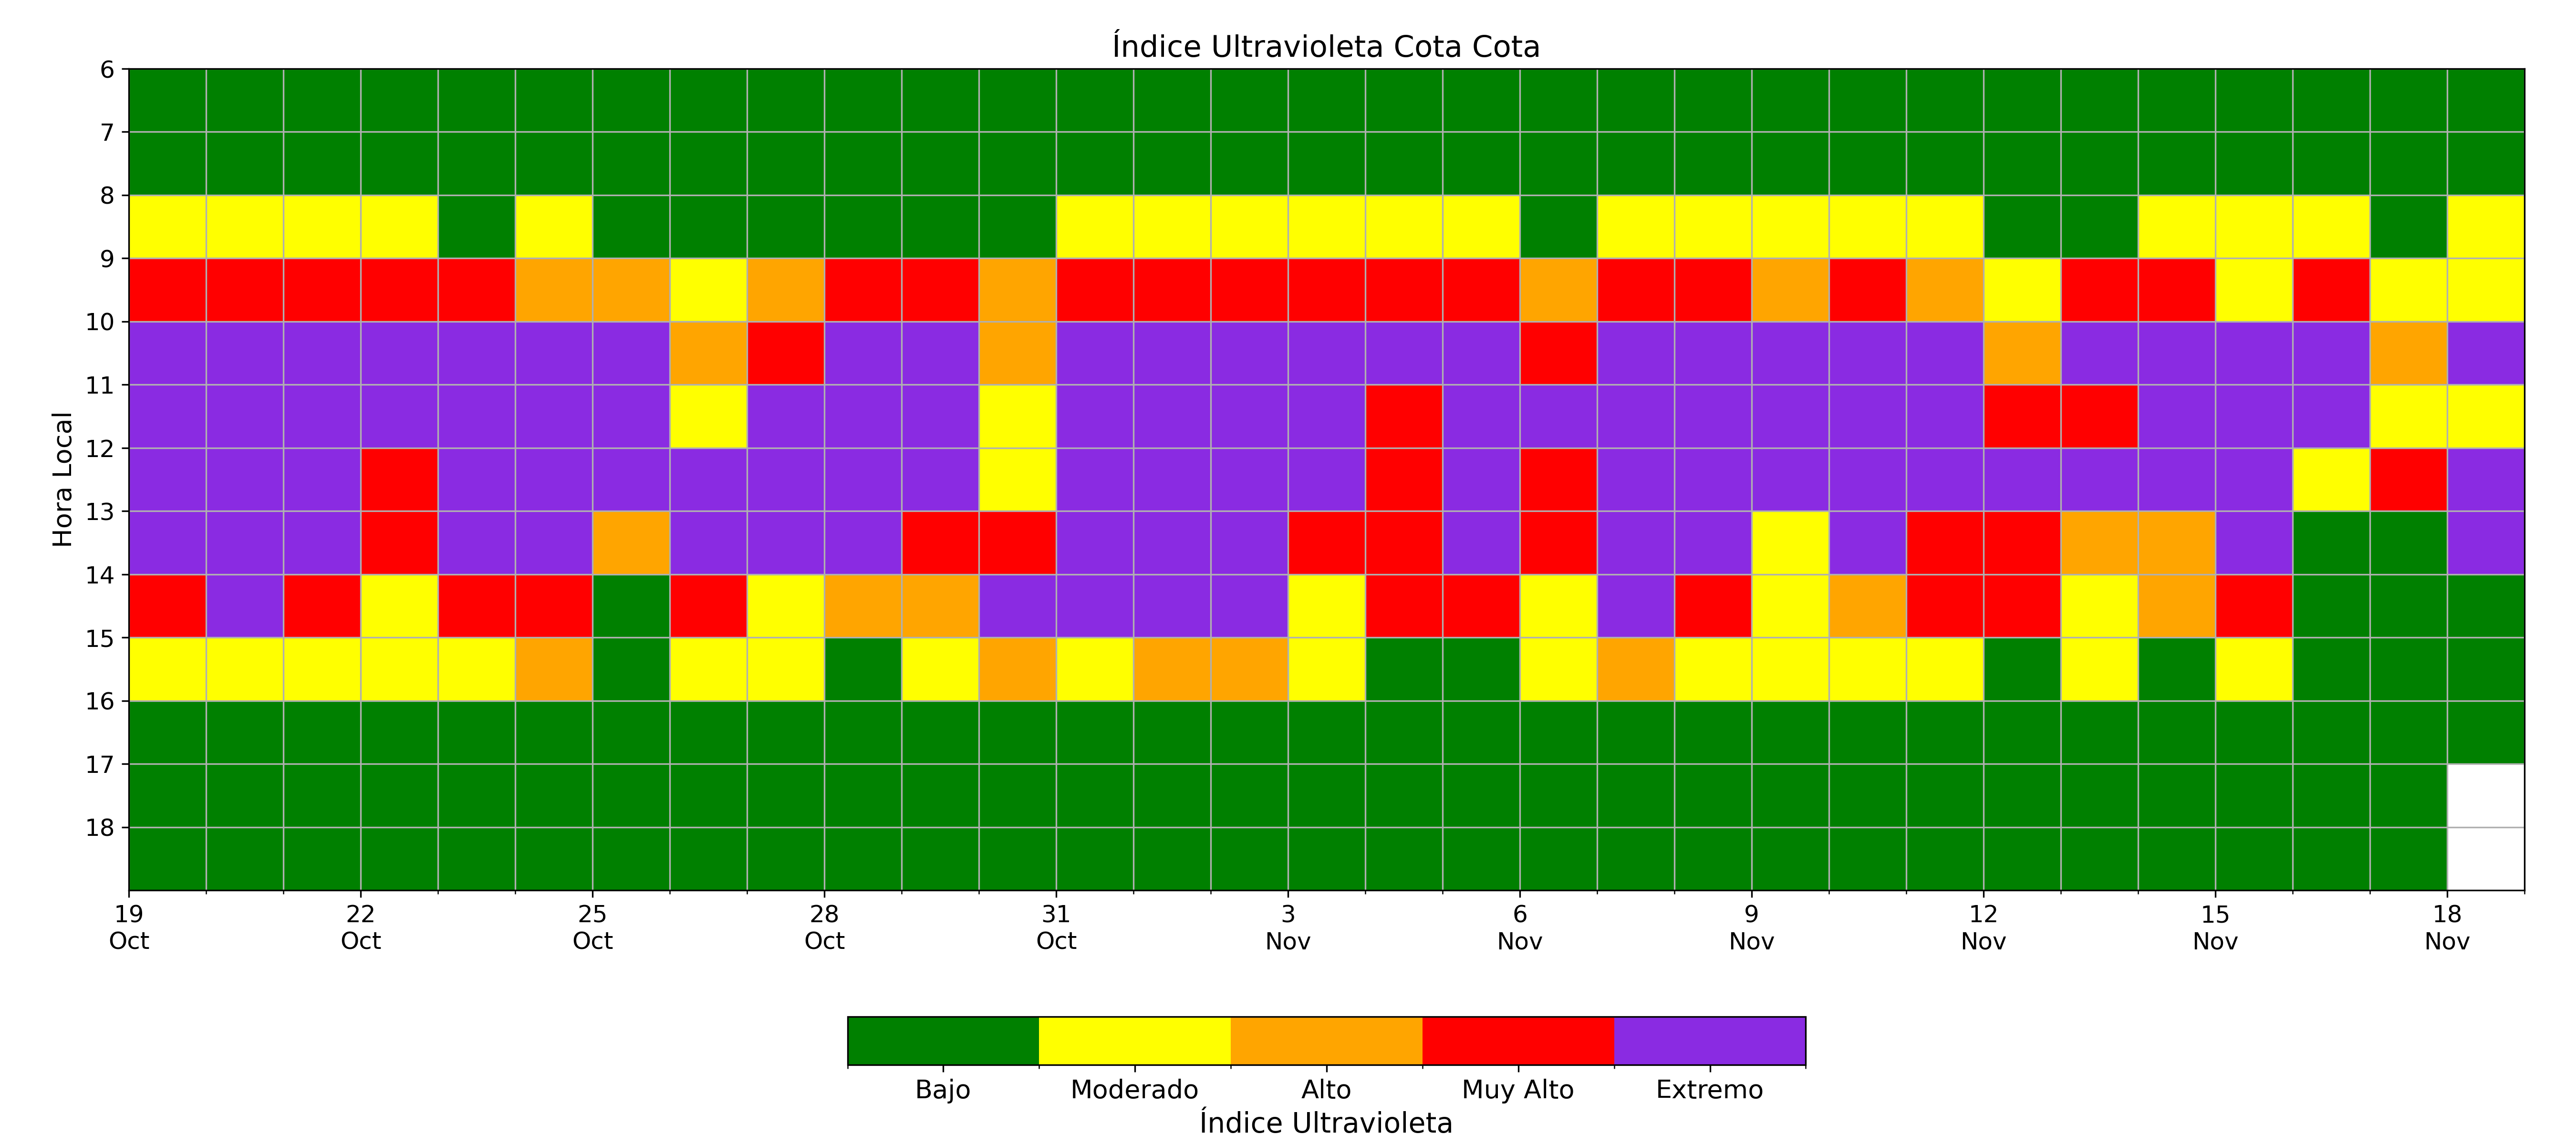 Índice Ultravioleta Cota Cota
6
7
8
9
10
11
12
13
14
15
16
17
18
Hora Local
19 22 25 28 31 3 6 9 12 15 18
Oct Oct Oct Oct Oct Nov Nov Nov Nov Nov Nov
Bajo Moderado Alto Muy Alto Extremo
Índice Ultravioleta